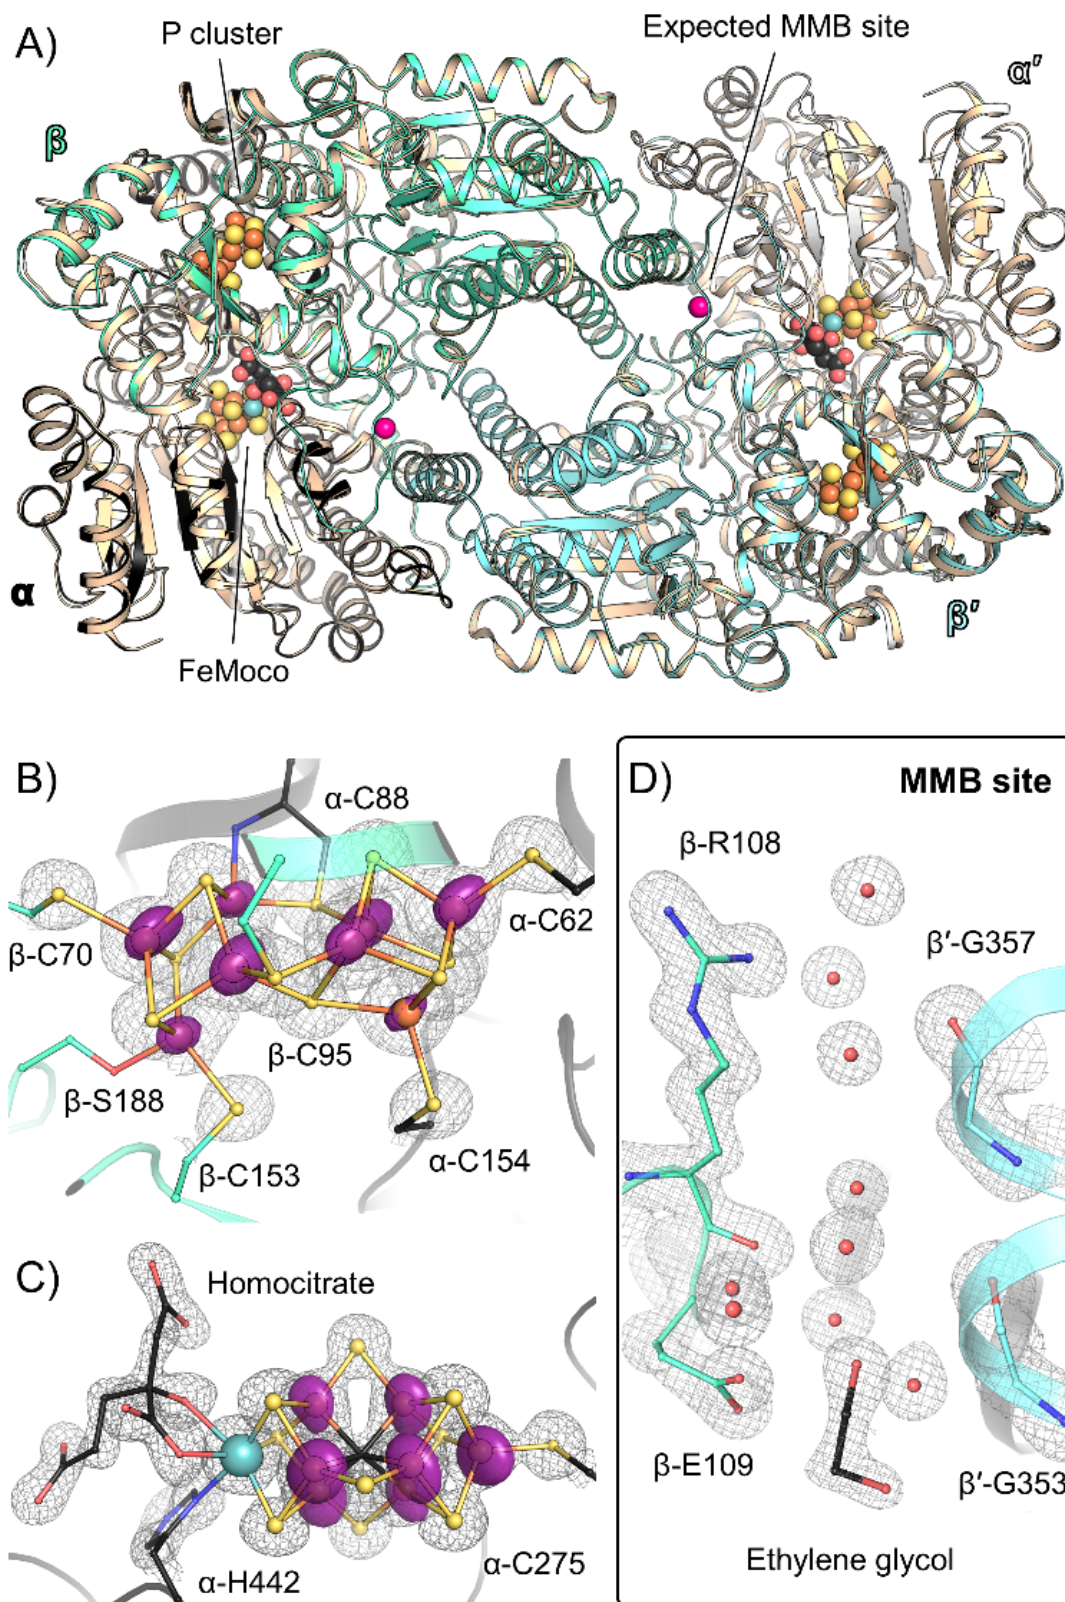 A)
P cluster
Expected MMB site
α′
β
α
β′
FeMoco
B)
α-C88
α-C62
β-C70
β-C95
β-S188
β-C153
α-C154
C)
Homocitrate
α-H442
α-C275
D)
MMB site
β-R108
β′-G357
β-E109
β′-G353
Ethylene glycol